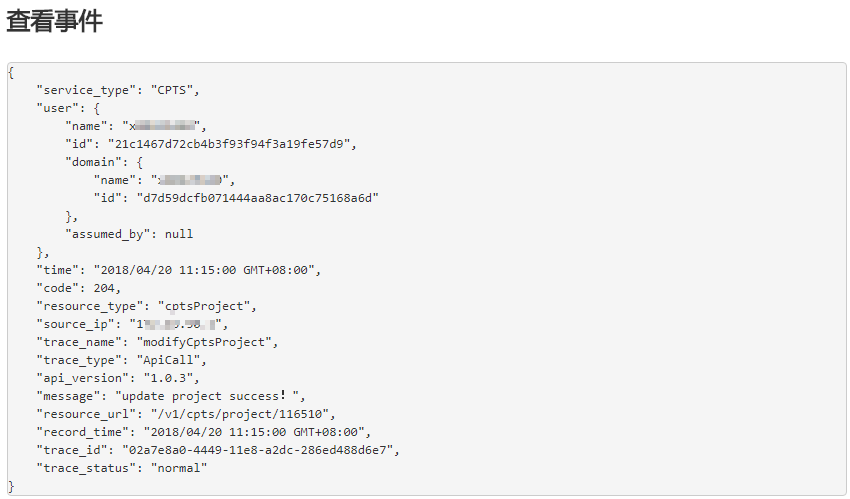 查看事件
{
    "service_type": "CPTS",
    "user": {
        "name": "x",
        "id": "21c1467d72cb4b3f93f94f3a19fe57d9",
        "domain": {
            "name": "",
            "id": "d7d59dcfb071444aa8ac170c75168a6d"
        },
        "assumed_by": null
    },
    "time": "2018/04/20 11:15:00 GMT+08:00",
    "code": 204,
    "resource_type": "cptsProject",
    "source_ip": "1",
    "trace_name": "modifyCptsProject",
    "trace_type": "ApiCall",
    "api_version": "1.0.3",
    "message": "update project success！",
    "resource_url": "/v1/cpts/project/116510",
    "record_time": "2018/04/20 11:15:00 GMT+08:00",
    "trace_id": "02a7e8a0-4449-11e8-a2dc-286ed488d6e7",
    "trace_status": "normal"
}